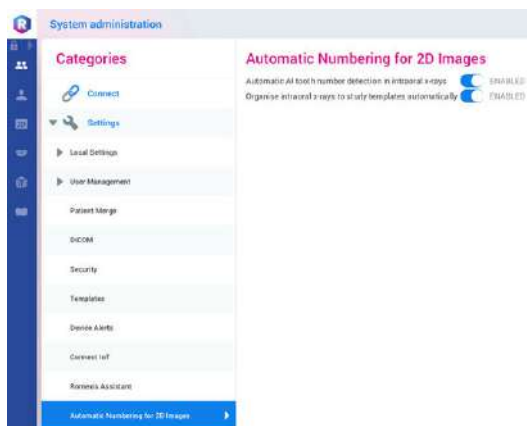 R
System administration
Categories
Connect
Settings
Local Settings
User Management
Patient Merge
DICOM
Security
Templates
Device Alerts
Connect IoT
Romexis Assistant
Automatic Numbering for 2D Images
Automatic Numbering for 2D Images
Automatic AI tooth number detection in intraoral x-rays ENABLED
Organise intraoral x-rays to study templates automatically ENABLED
2D